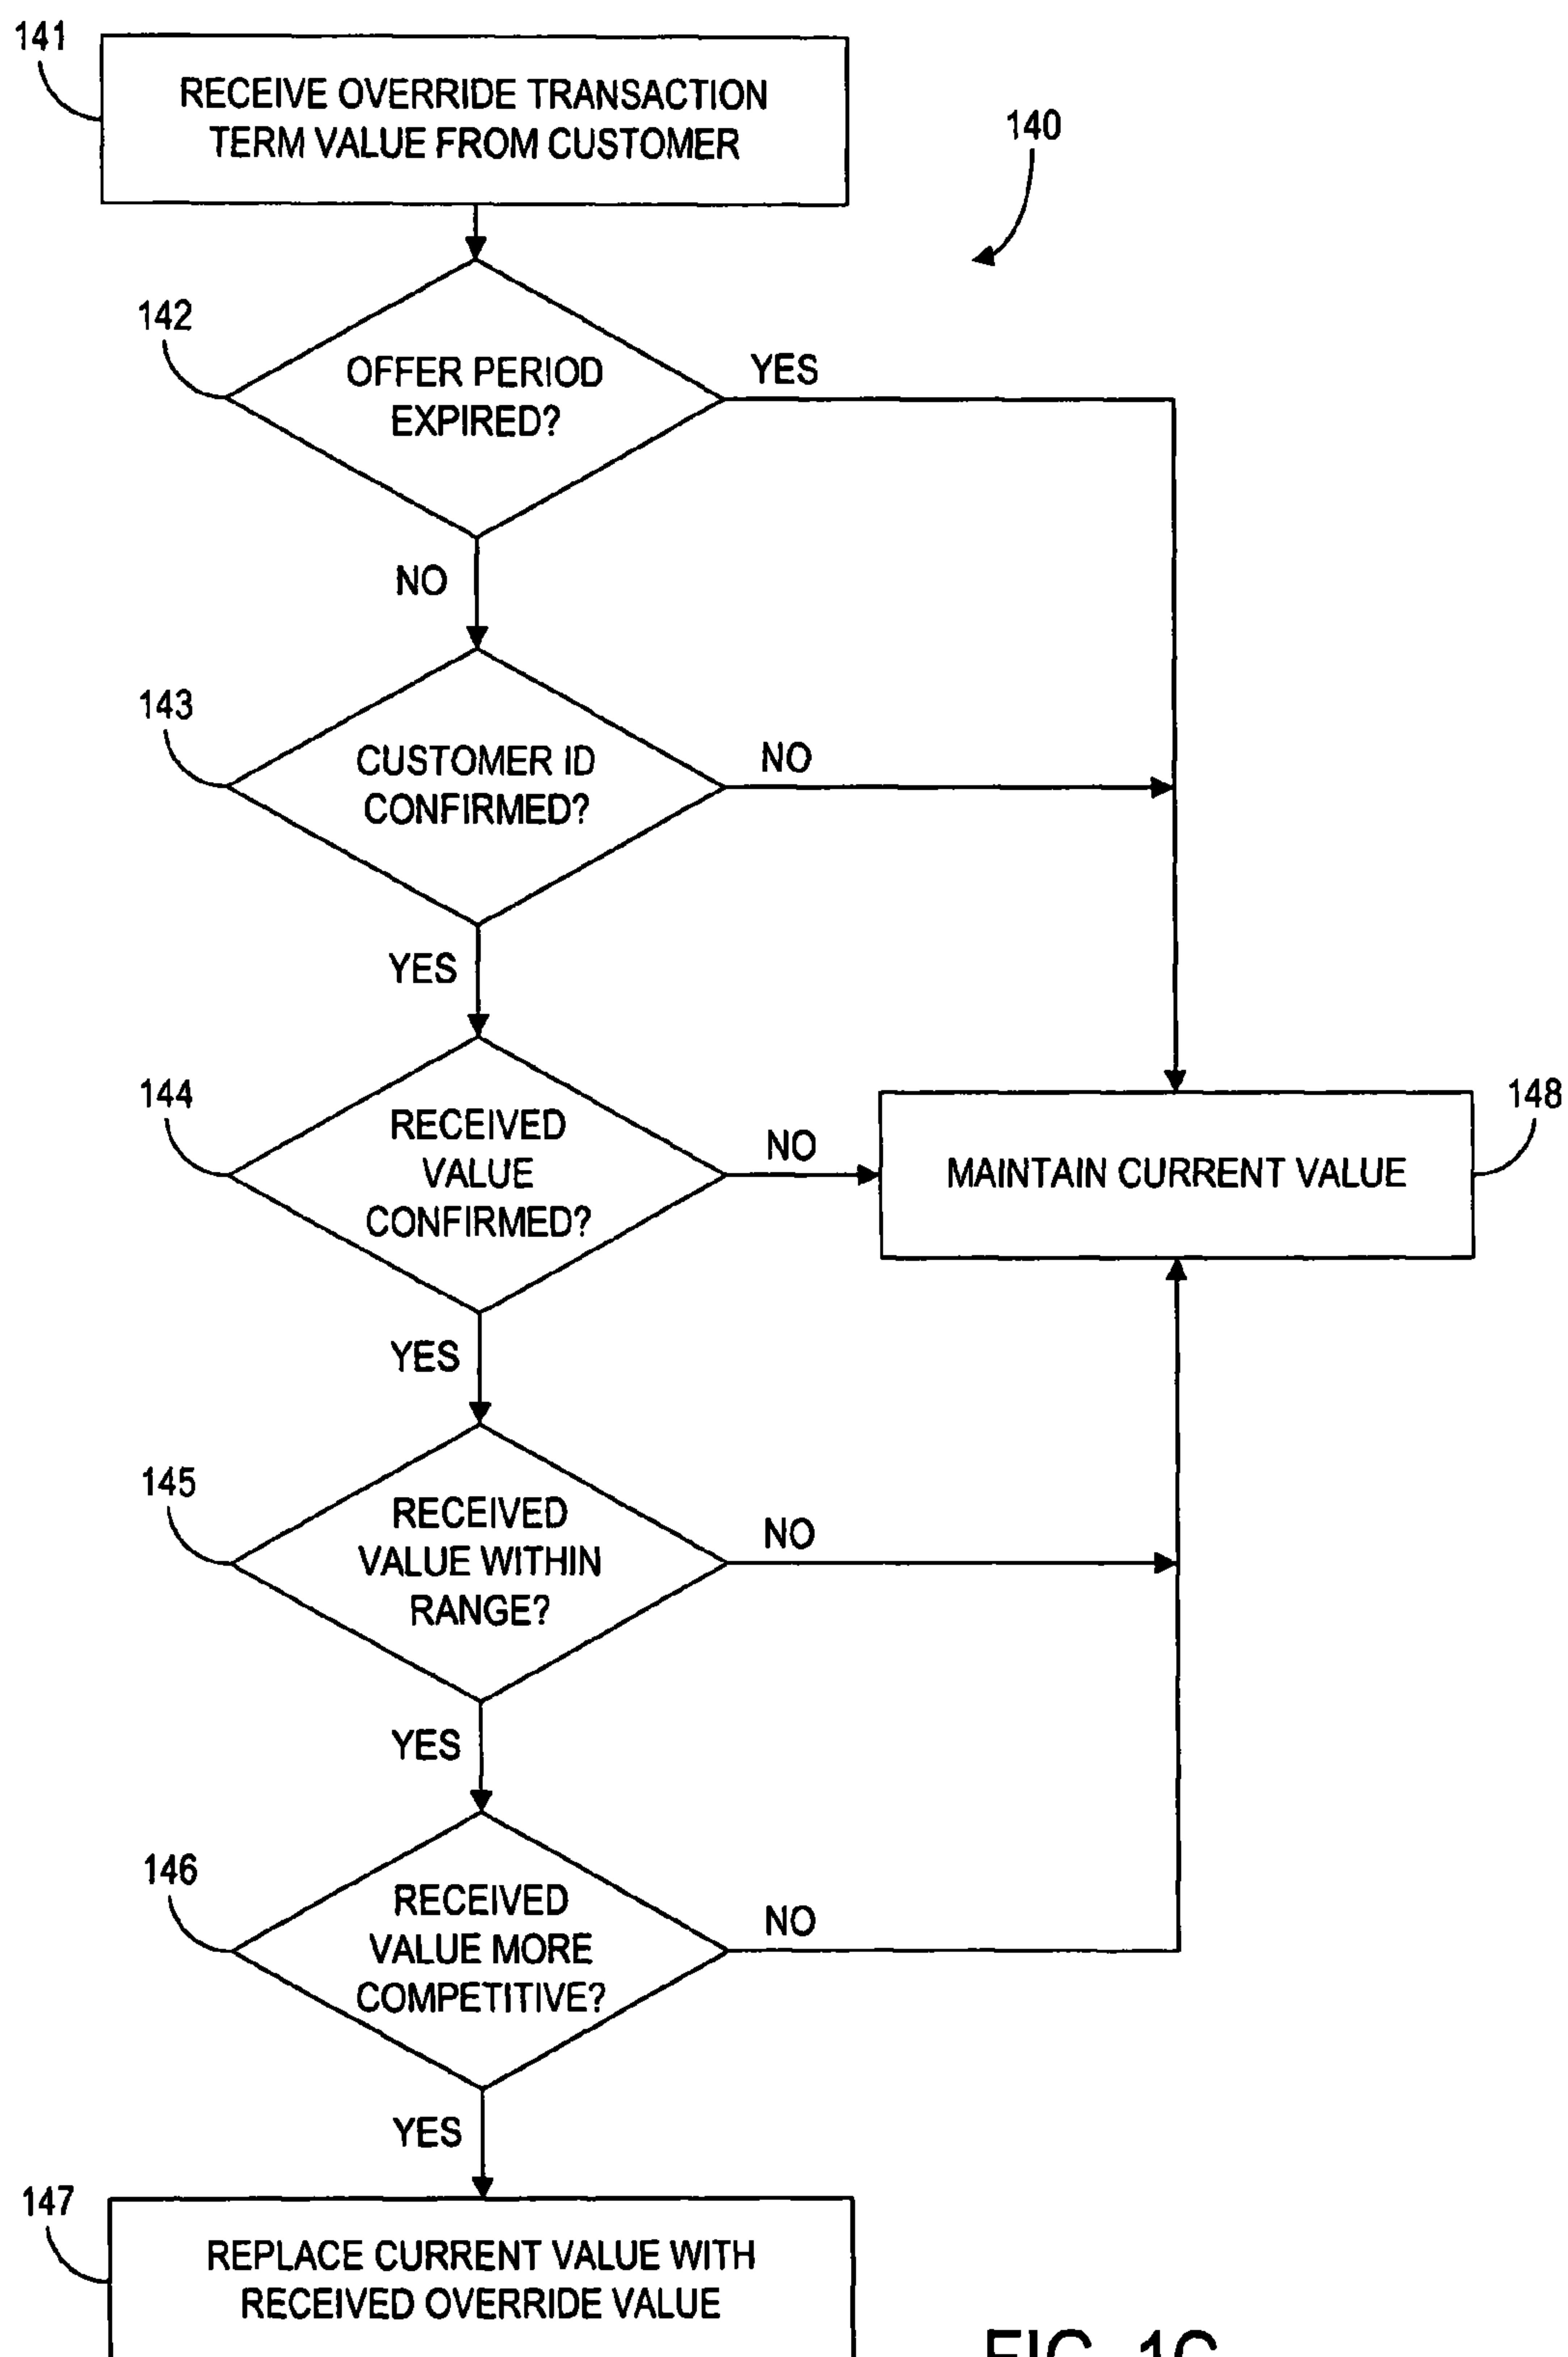 141
RECEIVE OVERRIDE TRANSACTION
TERM VALUE FROM CUSTOMER
140
142
OFFER PERIOD
EXPIRED?
YES
NO
143
CUSTOMER ID
CONFIRMED?
NO
YES
144
RECEIVED
VALUE
CONFIRMED?
NO
MAINTAIN CURRENT VALUE
148
YES
145
RECEIVED
VALUE WITHIN
RANGE?
NO
YES
146
RECEIVED
VALUE MORE
COMPETITIVE?
NO
YES
147
REPLACE CURRENT VALUE WITH
RECEIVED OVERRIDE VALUE